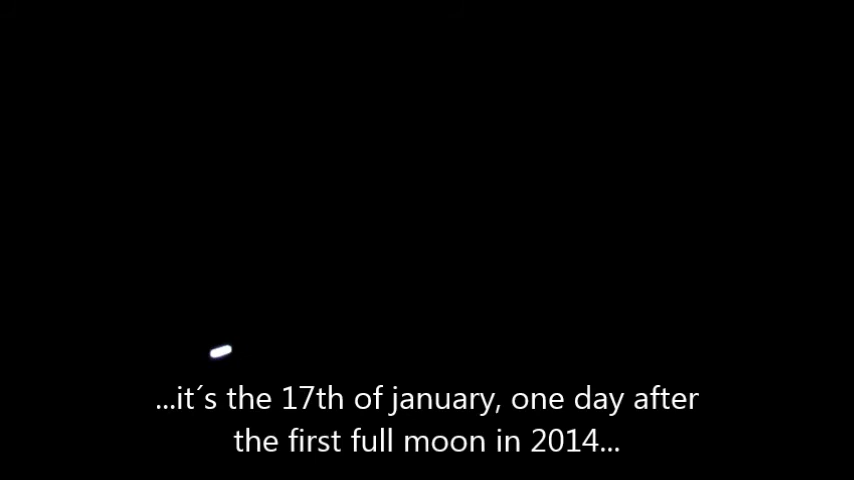 ...it´s the 17th of january, one day after
the first full moon in 2014...